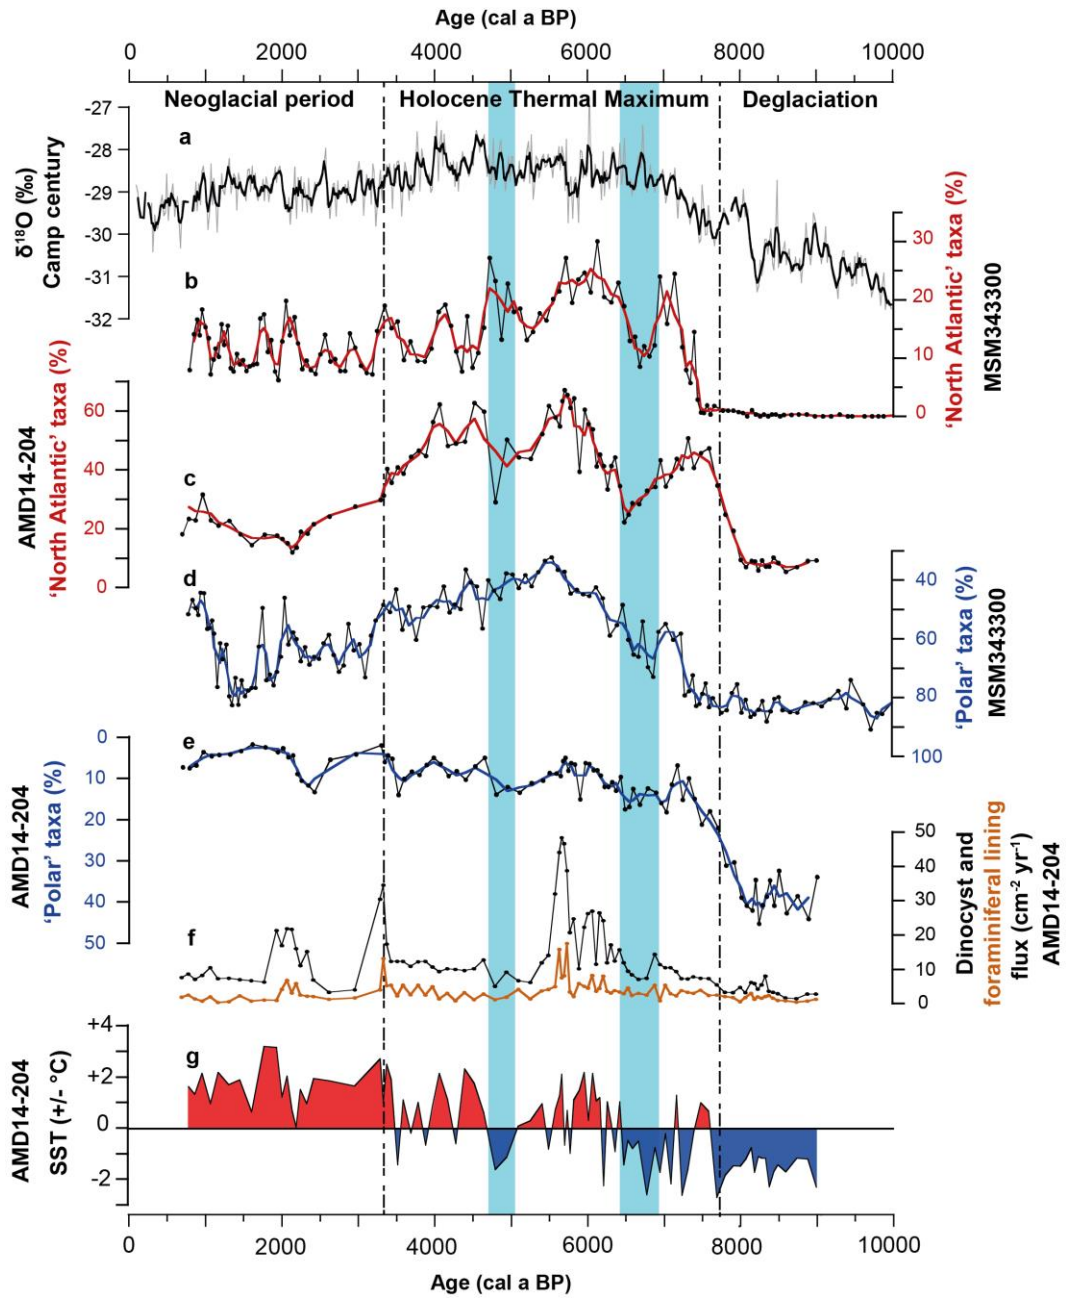 Age (cal a BP)
0 2000 4000 6000 8000 10000
Neoglacial period Holocene Thermal Maximum Deglaciation
a
-27
-28
-29
-30
-31
-32
δ¹⁸O (‰)
Camp century
b
30
20
10
0
'North Atlantic' taxa (%)
MSM343300
c
60
40
20
0
AMD14-204
'North Atlantic' taxa (%)
d
40
60
80
100
'Polar' taxa (%)
MSM343300
e
0
10
20
30
40
50
AMD14-204
'Polar' taxa (%)
f
50
40
30
20
10
0
Dinocyst and
foraminiferal lining
flux (cm⁻² yr⁻¹)
AMD14-204
g
+4
+2
0
-2
AMD14-204
SST (+/- °C)
0 2000 4000 6000 8000 10000
Age (cal a BP)